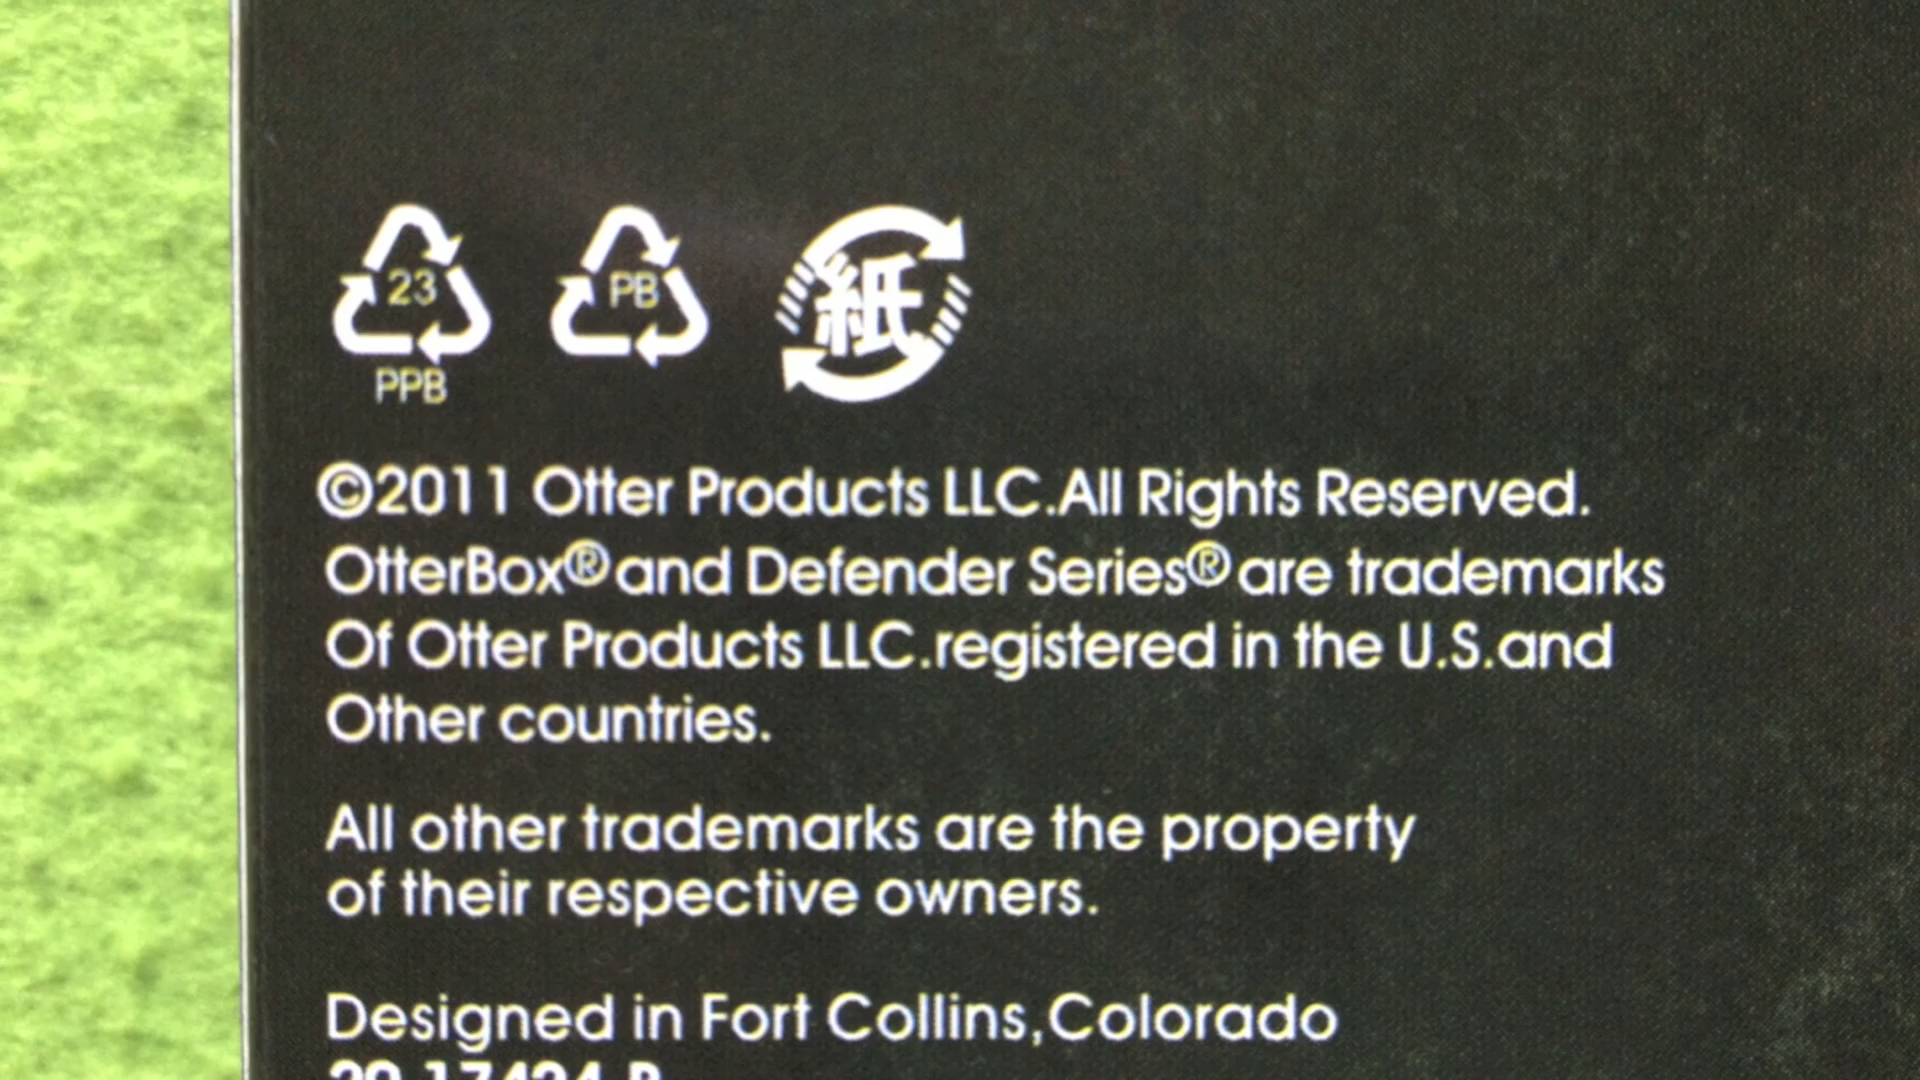 23 PB 紙
PPB
©2011 Otter Products LLC.All Rights Reserved.
OtterBox® and Defender Series® are trademarks
Of Otter Products LLC.registered in the U.S.and
Other countries.
All other trademarks are the property
of their respective owners.
Designed in Fort Collins,Colorado